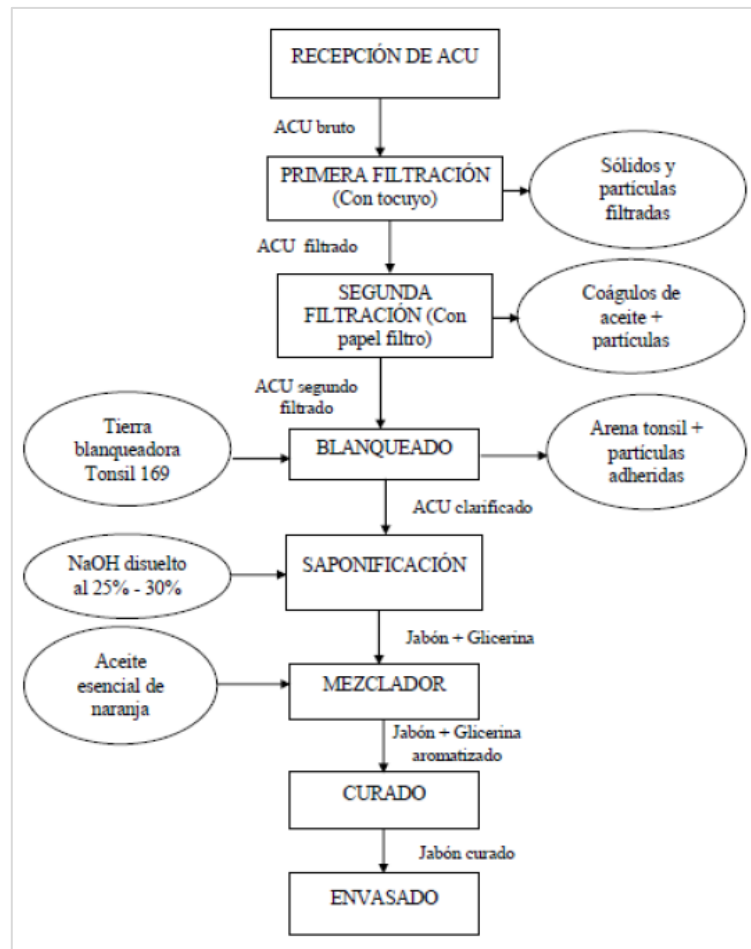 RECEPCIÓN DE ACU
ACU bruto
PRIMERA FILTRACIÓN
(Con tocuyo)
Sólidos y
partículas
filtradas
ACU filtrado
SEGUNDA
FILTRACIÓN (Con
papel filtro)
Coágulos de
aceite +
partículas
ACU segundo
filtrado
Tierra
blanqueadora
Tonsil 169
BLANQUEADO
Arena tonsil +
partículas
adheridas
ACU clarificado
NaOH disuelto
al 25% - 30%
SAPONIFICACIÓN
Jabón + Glicerina
Aceite
esencial de
naranja
MEZCLADOR
Jabón + Glicerina
aromatizado
CURADO
Jabón curado
ENVASADO